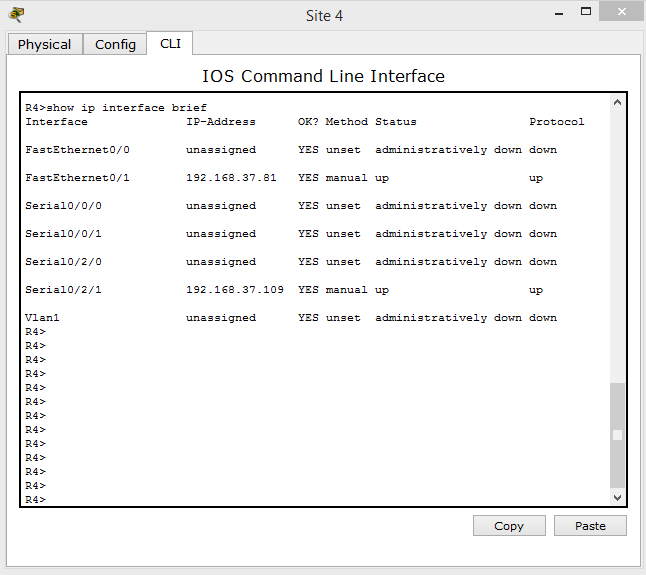 Site 4
Physical Config CLI
IOS Command Line Interface
R4>show ip interface brief
Interface              IP-Address      OK? Method Status                Protocol
FastEthernet0/0        unassigned      YES unset  administratively down down
FastEthernet0/1        192.168.37.81   YES manual up                    up
Serial0/0/0            unassigned      YES unset  administratively down down
Serial0/0/1            unassigned      YES unset  administratively down down
Serial0/2/0            unassigned      YES unset  administratively down down
Serial0/2/1            192.168.37.109  YES manual up                    up
Vlan1                  unassigned      YES unset  administratively down down
R4>
R4>
R4>
R4>
R4>
R4>
R4>
R4>
R4>
R4>
R4>
R4>
R4>
Copy Paste